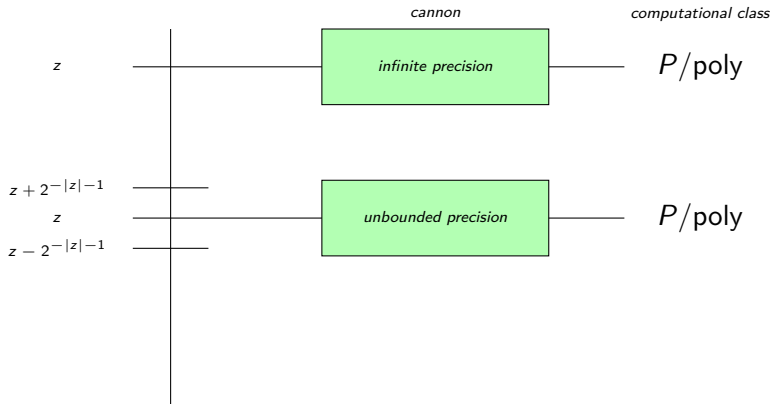 cannon computational class
z infinite precision P/poly
z + 2^{-|z|-1}
z unbounded precision P/poly
z − 2^{-|z|-1}